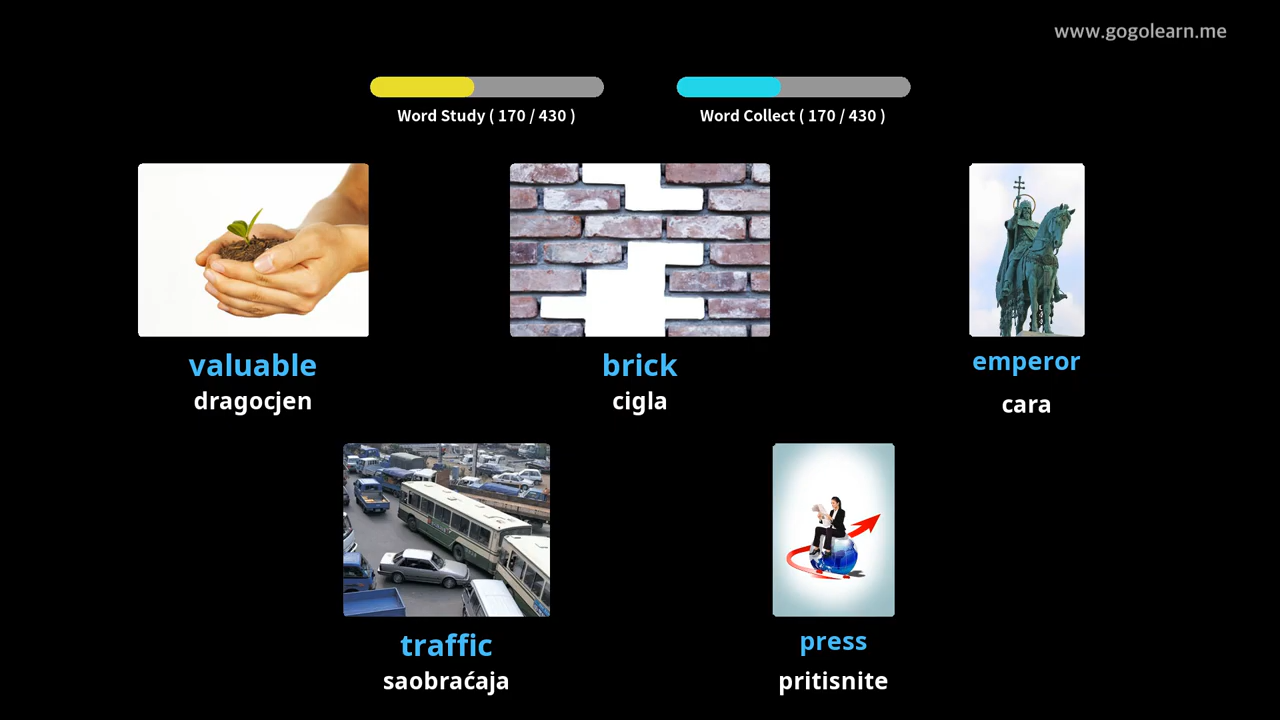 www.gogolearn.me
Word Study ( 170 / 430 )
Word Collect ( 170 / 430 )
valuable
dragocjen
brick
cigla
emperor
cara
traffic
saobraćaja
press
pritisnite